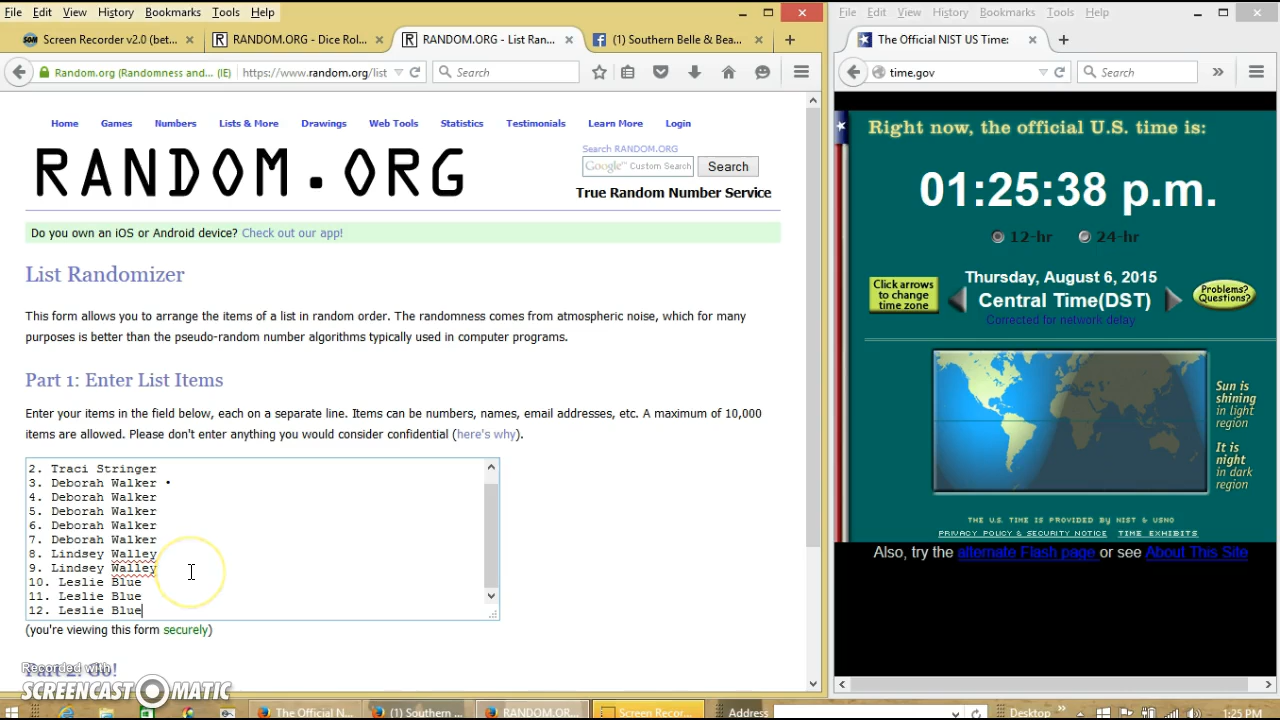 File Edit View History Bookmarks Tools Help
Screen Recorder v2.0 (bet...
RANDOM.ORG - Dice Rol...
RANDOM.ORG - List Ran...
(1) Southern Belle & Bea...
Random.org (Randomness and... (IE)
https://www.random.org/list
Search
Home Games Numbers Lists & More Drawings Web Tools Statistics Testimonials Learn More Login
RANDOM.ORG
Search RANDOM.ORG
Google™ Custom Search
Search
True Random Number Service
Do you own an iOS or Android device? Check out our app!
List Randomizer
This form allows you to arrange the items of a list in random order. The randomness comes from atmospheric noise, which for many
purposes is better than the pseudo-random number algorithms typically used in computer programs.
Part 1: Enter List Items
Enter your items in the field below, each on a separate line. Items can be numbers, names, email addresses, etc. A maximum of 10,000
items are allowed. Please don't enter anything you would consider confidential (here's why).
2. Traci Stringer
3. Deborah Walker •
4. Deborah Walker
5. Deborah Walker
6. Deborah Walker
7. Deborah Walker
8. Lindsey Walley
9. Lindsey Walley
10. Leslie Blue
11. Leslie Blue
12. Leslie Blue
(you're viewing this form securely)
Part 2: Go!
Recorded with
SCREENCAST-O-MATIC
File Edit View History Bookmarks Tools Help
The Official NIST US Time:
time.gov
Search
Right now, the official U.S. time is:
01:25:38 p.m.
12-hr 24-hr
Click arrows
to change
time zone
Thursday, August 6, 2015
Central Time(DST)
Corrected for network delay
Problems?
Questions?
Sun is
shining
in light
region
It is
night
in dark
region
THE U.S. TIME IS PROVIDED BY NIST & USNO
PRIVACY POLICY & SECURITY NOTICE TIME EXHIBITS
Also, try the alternate Flash page or see About This Site
The Official N...
(1) Southern ...
RANDOM.OR...
Screen Recor...
Address
Desktop
1:25 PM